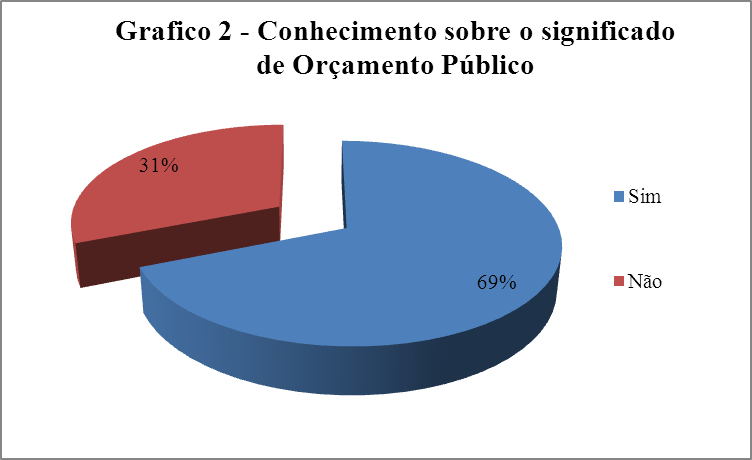 Grafico 2 - Conhecimento sobre o significado
de Orçamento Público
31%
Sim
69%
Não